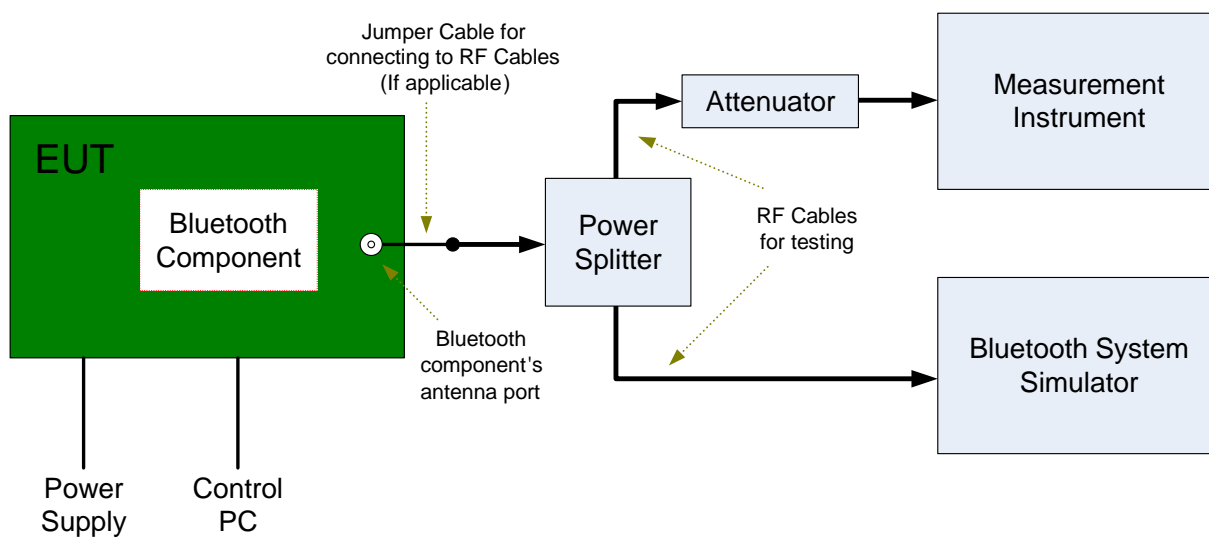 Jumper Cable for
connecting to RF Cables
(If applicable)
EUT
Bluetooth
Component
Bluetooth
component's
antenna port
Power
Supply
Control
PC
Power
Splitter
Attenuator
RF Cables
for testing
Measurement
Instrument
Bluetooth System
Simulator